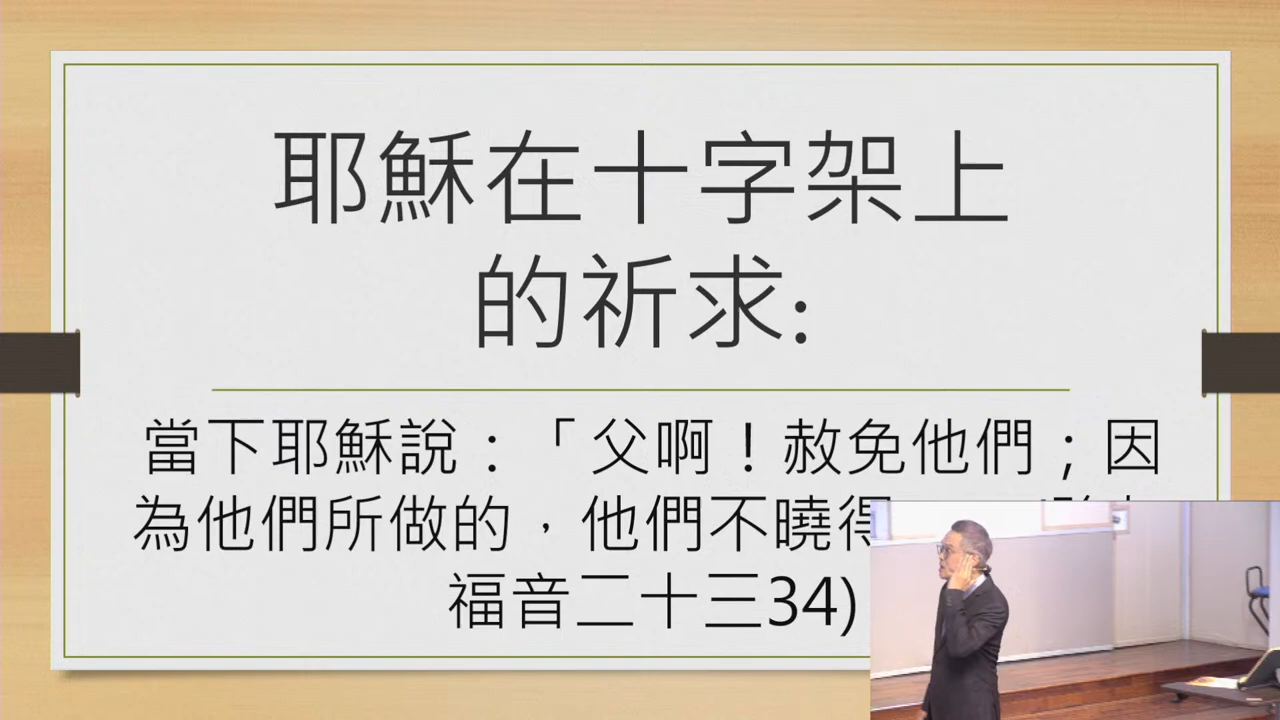 耶穌在十字架上
的祈求:
當下耶穌說：「父啊！赦免他們；因
為他們所做的，他們不曉得
福音二十三34)